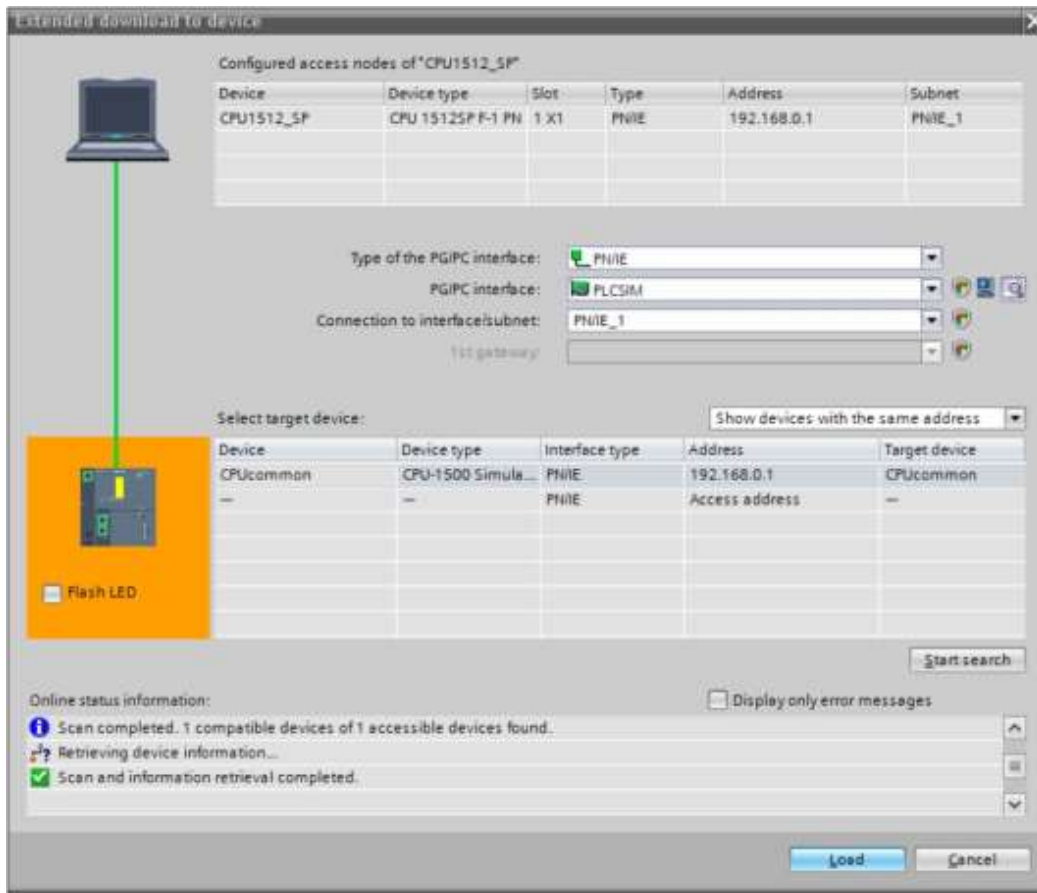 Extended download to device
Configured access nodes of "CPU1512_SP"
Device Device type Slot Type Address Subnet
CPU1512_SP CPU 1512SP F-1 PN 1 X1 PN/IE 192.168.0.1 PN/IE_1
Type of the PG/PC interface: PN/IE
PG/PC interface: PLCSIM
Connection to interface/subnet: PN/IE_1
1st gateway:
Select target device: Show devices with the same address
Device Device type Interface type Address Target device
CPUcommon CPU-1500 Simula... PN/IE 192.168.0.1 CPUcommon
— — PN/IE Access address —
Flash LED
Start search
Online status information: Display only error messages
Scan completed. 1 compatible devices of 1 accessible devices found.
Retrieving device information...
Scan and information retrieval completed.
Load Cancel